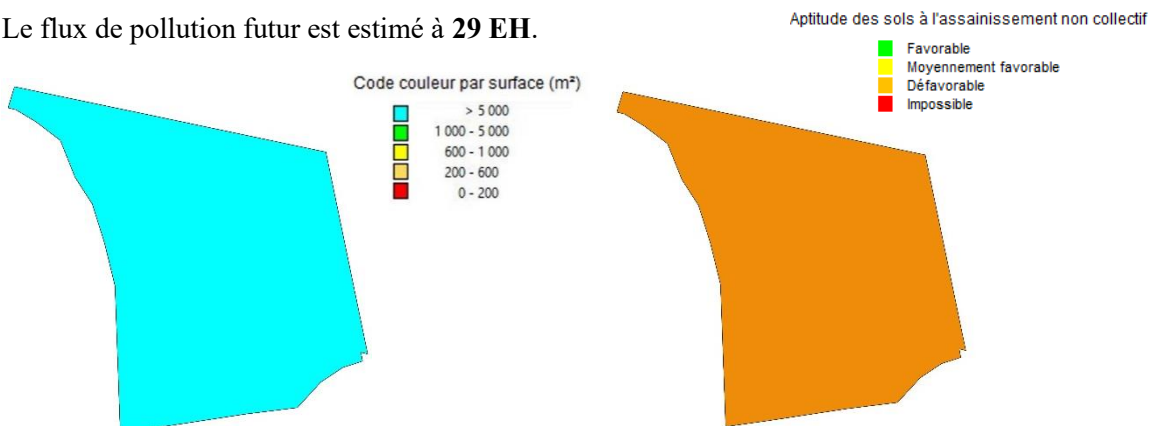 Le flux de pollution futur est estimé à 29 EH.
Code couleur par surface (m²)
> 5 000
1 000 - 5 000
600 - 1 000
200 - 600
0 - 200
Aptitude des sols à l'assainissement non collectif
Favorable
Moyennement favorable
Défavorable
Impossible